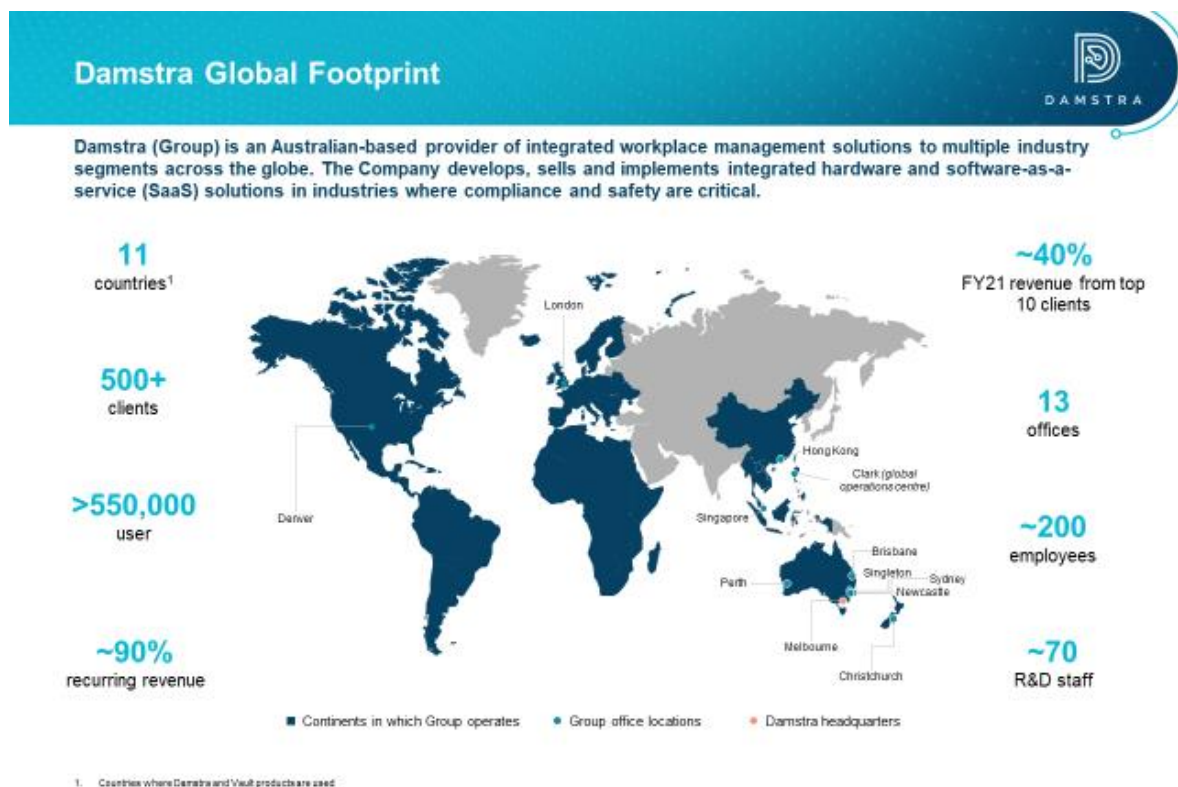 Damstra Global Footprint
DAMSTRA
Damstra (Group) is an Australian-based provider of integrated workplace management solutions to multiple industry
segments across the globe. The Company develops, sells and implements integrated hardware and software-as-a-
service (SaaS) solutions in industries where compliance and safety are critical.
11
countries1
500+
clients
>550,000
user
~90%
recurring revenue
London
Denver
Hong Kong
Clark (global
operations centre)
Singapore
Brisbane
Singleton
Sydney
Newcastle
Perth
Melbourne
Christchurch
~40%
FY21 revenue from top
10 clients
13
offices
~200
employees
~70
R&D staff
Continents in which Group operates
Group office locations
Damstra headquarters
1. Countries where Damstra and Vault products are used